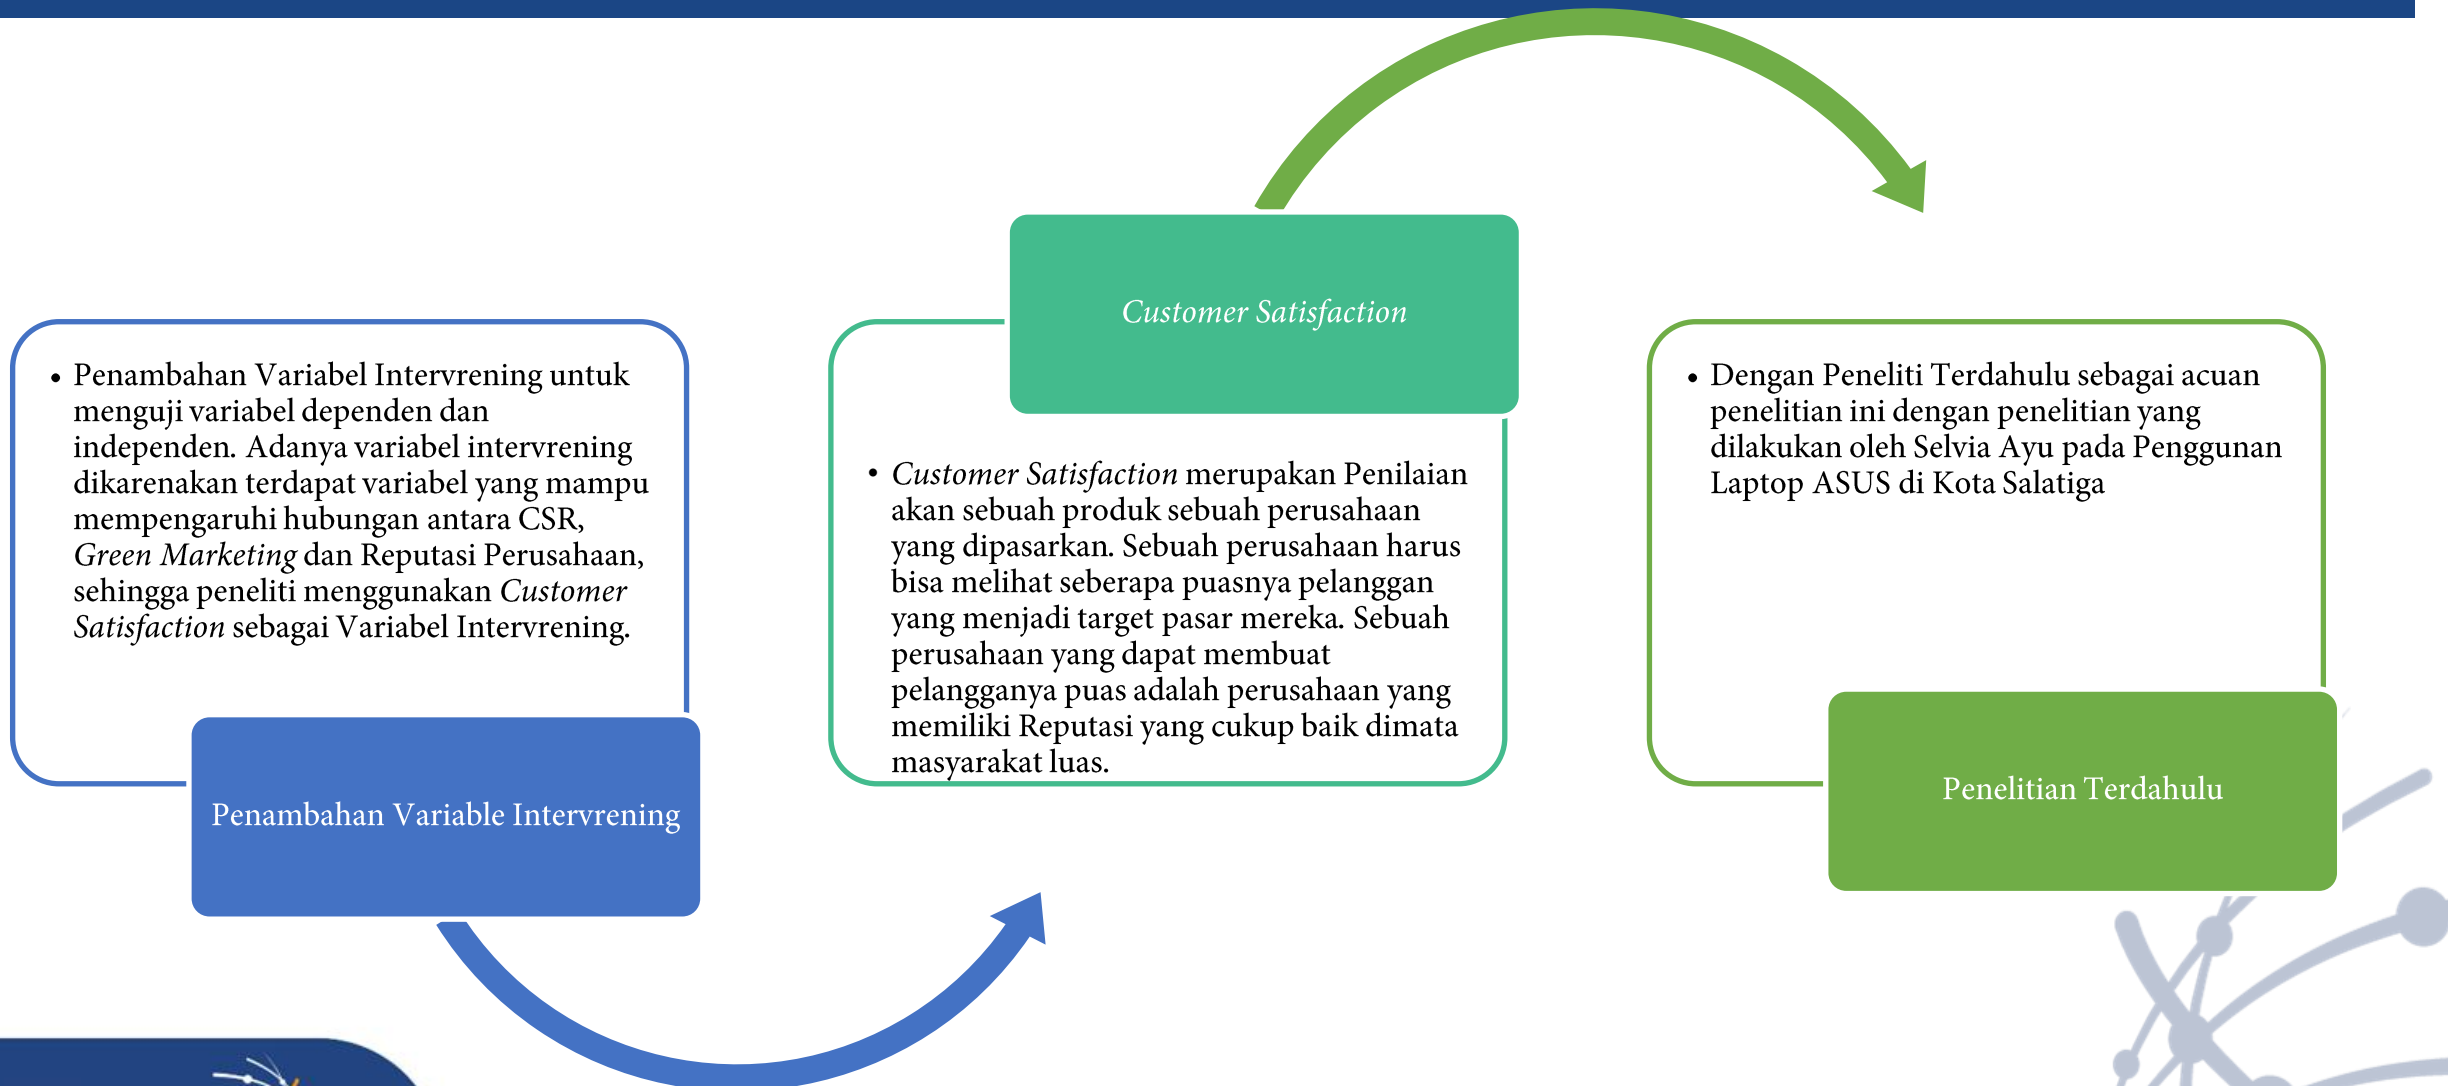 • Penambahan Variabel Intervrening untuk
menguji variabel dependen dan
independen. Adanya variabel intervrening
dikarenakan terdapat variabel yang mampu
mempengaruhi hubungan antara CSR,
Green Marketing dan Reputasi Perusahaan,
sehingga peneliti menggunakan Customer
Satisfaction sebagai Variabel Intervrening.
Penambahan Variable Intervrening
Customer Satisfaction
• Customer Satisfaction merupakan Penilaian
akan sebuah produk sebuah perusahaan
yang dipasarkan. Sebuah perusahaan harus
bisa melihat seberapa puasnya pelanggan
yang menjadi target pasar mereka. Sebuah
perusahaan yang dapat membuat
pelangganya puas adalah perusahaan yang
memiliki Reputasi yang cukup baik dimata
masyarakat luas.
• Dengan Peneliti Terdahulu sebagai acuan
penelitian ini dengan penelitian yang
dilakukan oleh Selvia Ayu pada Penggunan
Laptop ASUS di Kota Salatiga
Penelitian Terdahulu